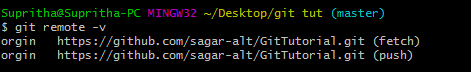 Supritha@Supritha-PC MINGW32 ~/Desktop/git tut (master)
$ git remote -v
orgin   https://github.com/sagar-alt/GitTutorial.git (fetch)
orgin   https://github.com/sagar-alt/GitTutorial.git (push)